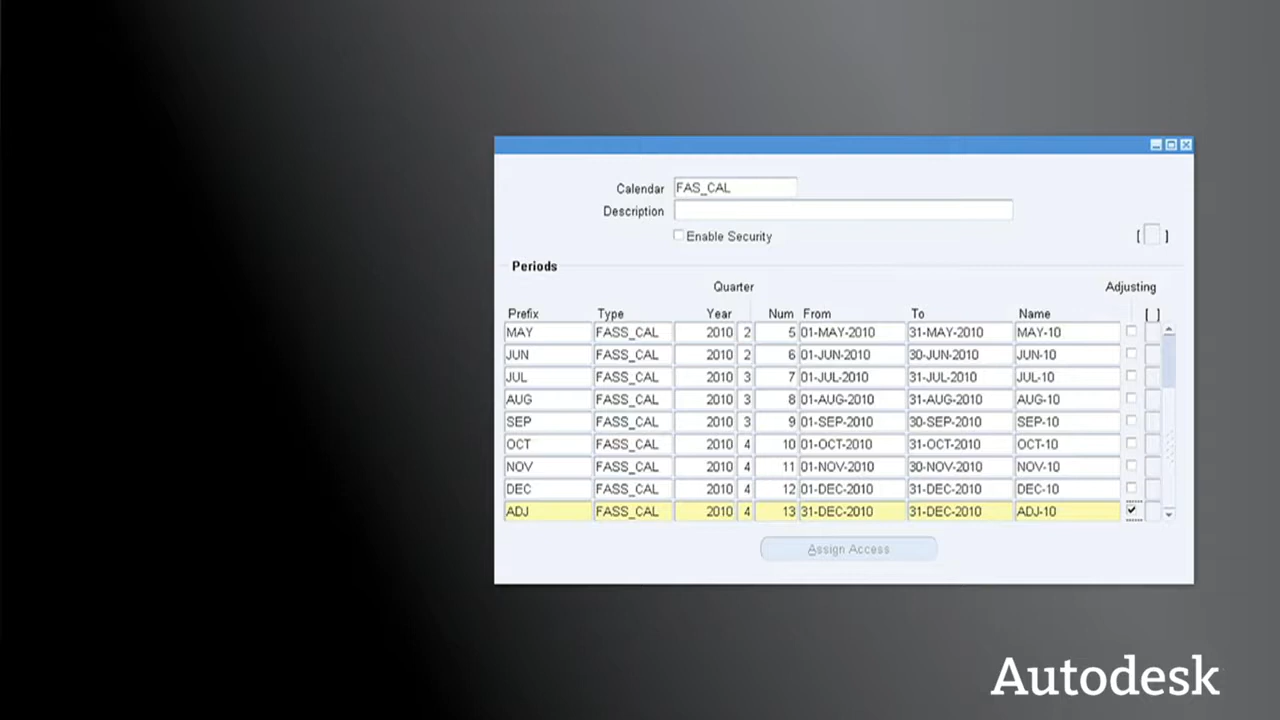 Calendar FAS_CAL
Description
Enable Security
[ ]
Periods
Quarter Adjusting
Prefix Type Year Num From To Name [ ]
MAY FASS_CAL 2010 2 5 01-MAY-2010 31-MAY-2010 MAY-10
JUN FASS_CAL 2010 2 6 01-JUN-2010 30-JUN-2010 JUN-10
JUL FASS_CAL 2010 3 7 01-JUL-2010 31-JUL-2010 JUL-10
AUG FASS_CAL 2010 3 8 01-AUG-2010 31-AUG-2010 AUG-10
SEP FASS_CAL 2010 3 9 01-SEP-2010 30-SEP-2010 SEP-10
OCT FASS_CAL 2010 4 10 01-OCT-2010 31-OCT-2010 OCT-10
NOV FASS_CAL 2010 4 11 01-NOV-2010 30-NOV-2010 NOV-10
DEC FASS_CAL 2010 4 12 01-DEC-2010 31-DEC-2010 DEC-10
ADJ FASS_CAL 2010 4 13 31-DEC-2010 31-DEC-2010 ADJ-10
Assign Access
Autodesk